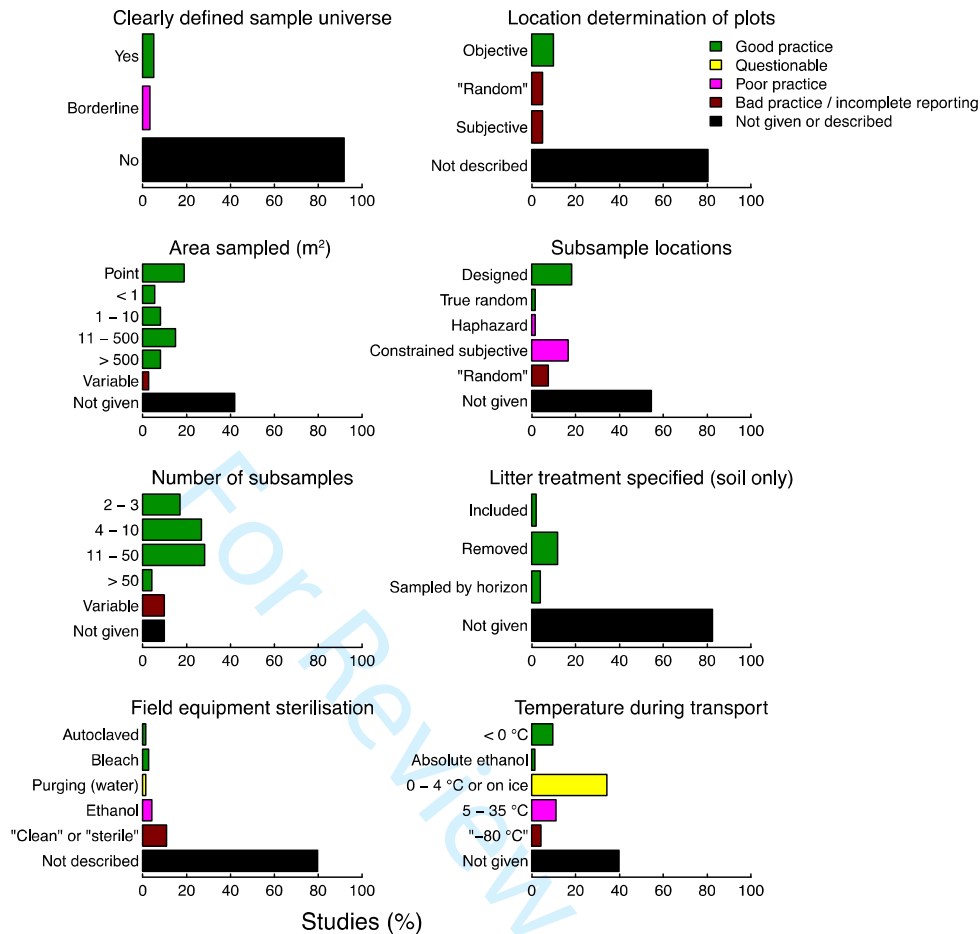 Clearly defined sample universe
Yes
Borderline
No
0 20 40 60 80 100
Location determination of plots
Objective
"Random"
Subjective
Not described
0 20 40 60 80 100
Good practice
Questionable
Poor practice
Bad practice / incomplete reporting
Not given or described
Area sampled (m²)
Point
< 1
1 – 10
11 – 500
> 500
Variable
Not given
0 20 40 60 80 100
Subsample locations
Designed
True random
Haphazard
Constrained subjective
"Random"
Not given
0 20 40 60 80 100
Number of subsamples
2 – 3
4 – 10
11 – 50
> 50
Variable
Not given
0 20 40 60 80 100
Litter treatment specified (soil only)
Included
Removed
Sampled by horizon
Not given
0 20 40 60 80 100
Field equipment sterilisation
Autoclaved
Bleach
Purging (water)
Ethanol
"Clean" or "sterile"
Not described
0 20 40 60 80 100
Temperature during transport
< 0 °C
Absolute ethanol
0 – 4 °C or on ice
5 – 35 °C
"−80 °C"
Not given
0 20 40 60 80 100
Studies (%)
For Review